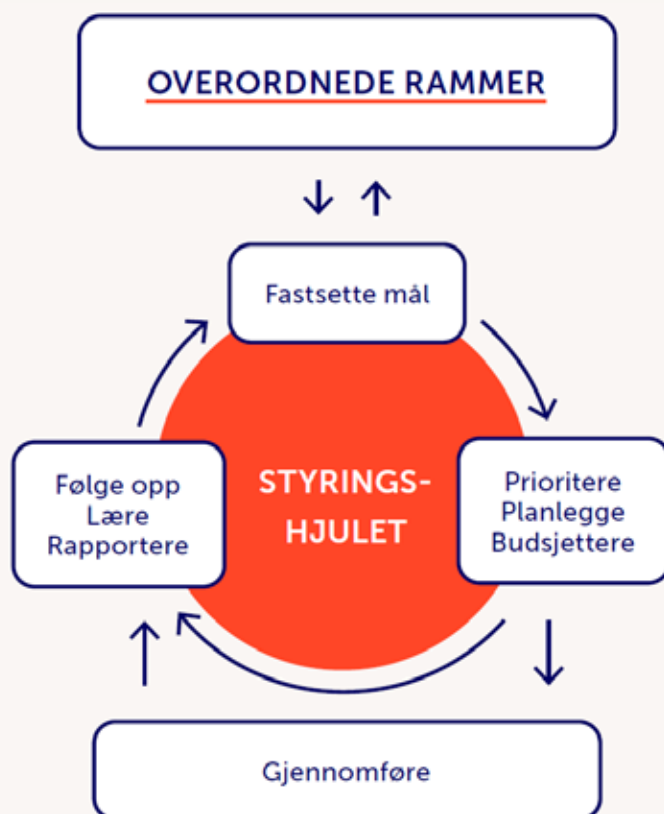 OVERORDNEDE RAMMER
Fastsette mål
Følge opp
Lære
Rapportere
STYRINGS-
HJULET
Prioritere
Planlegge
Budsjettere
Gjennomføre